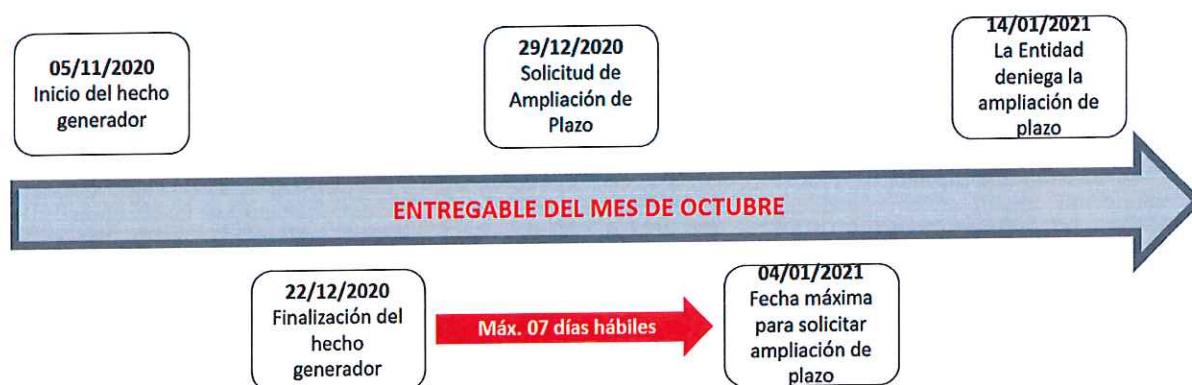 05/11/2020
Inicio del hecho
generador
29/12/2020
Solicitud de
Ampliación de
Plazo
14/01/2021
La Entidad
deniega la
ampliación de
plazo
ENTREGABLE DEL MES DE OCTUBRE
22/12/2020
Finalización del
hecho
generador
Máx. 07 días hábiles
04/01/2021
Fecha máxima
para solicitar
ampliación de
plazo